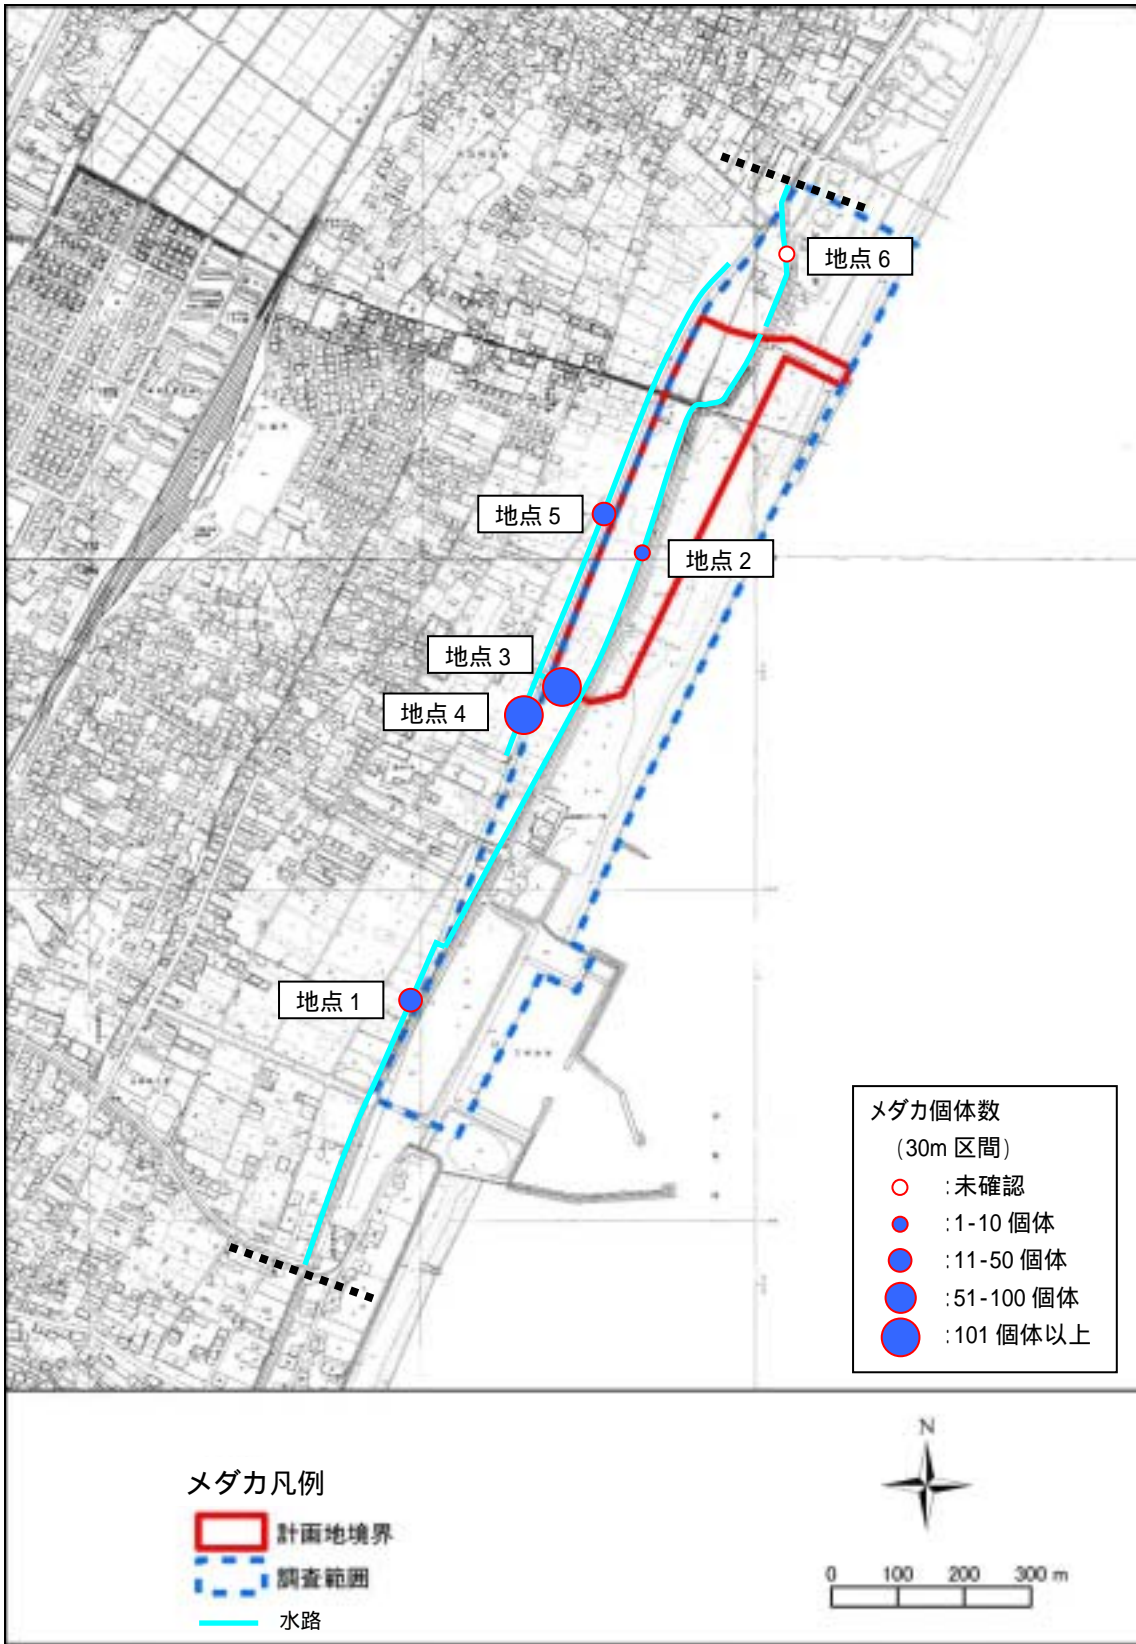 地点 6
地点 5
地点 2
地点 3
地点 4
地点 1
メダカ個体数
(30m 区間)
:未確認
:1-10 個体
:11-50 個体
:51-100 個体
:101 個体以上
メダカ凡例
計画地境界
調査範囲
水路
N
0 100 200 300 m